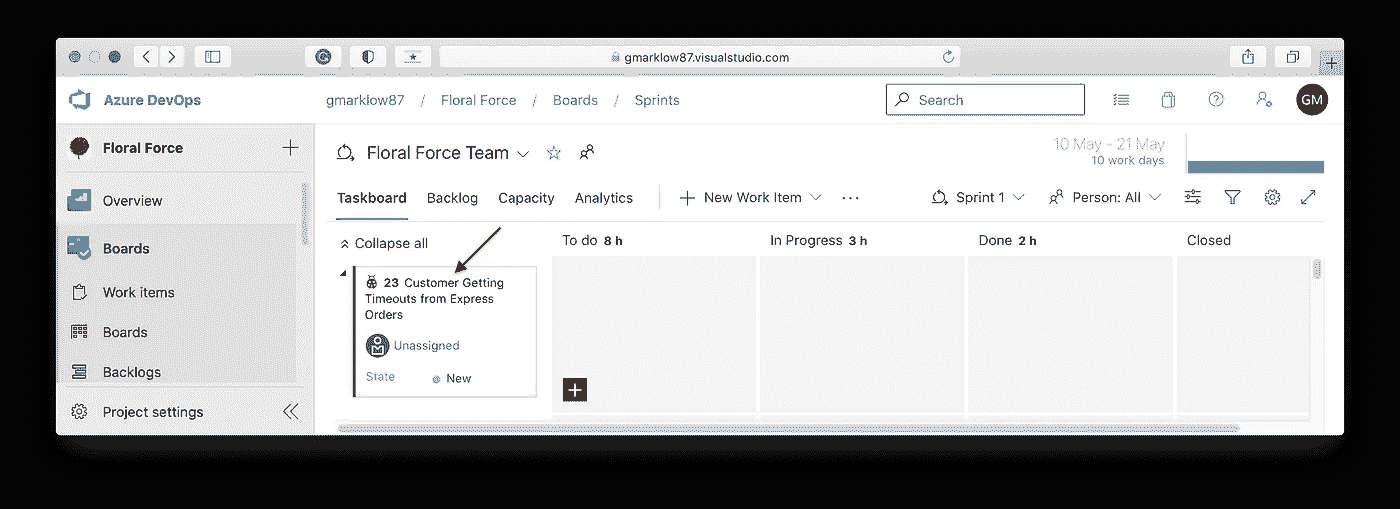 gmarklow87.visualstudio.com
Azure DevOps
gmarklow87 / Floral Force / Boards / Sprints
Search
GM
Floral Force
Floral Force Team
10 May - 21 May
10 work days
Overview
Taskboard Backlog Capacity Analytics
New Work Item
Sprint 1
Person: All
Boards
Collapse all
To do 8 h
In Progress 3 h
Done 2 h
Closed
Work items
23 Customer Getting
Timeouts from Express
Orders
Boards
Unassigned
Backlogs
State
New
Project settings